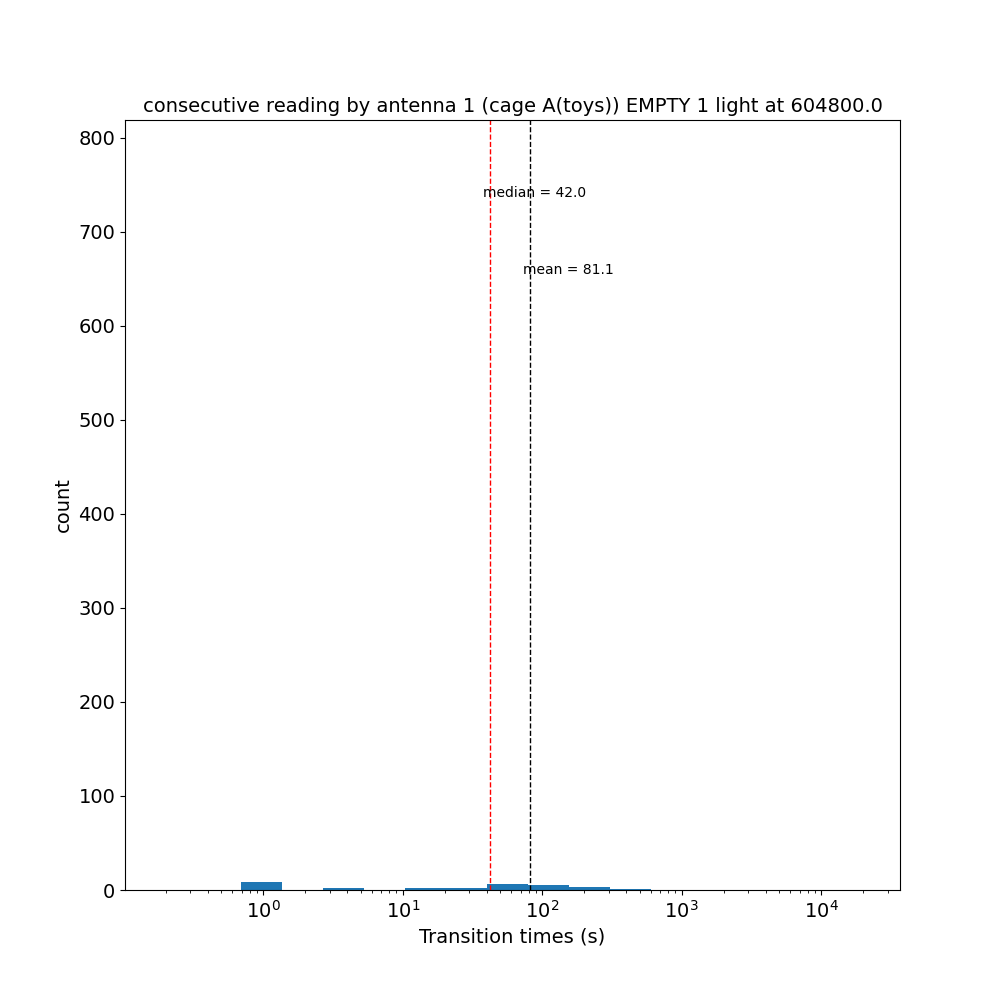 consecutive reading by antenna 1 (cage A(toys)) EMPTY 1 light at 604800.0
800
median = 42.0
700
mean = 81.1
600
500
count
400
300
200
100
0
10^0 10^1 10^2 10^3 10^4
Transition times (s)